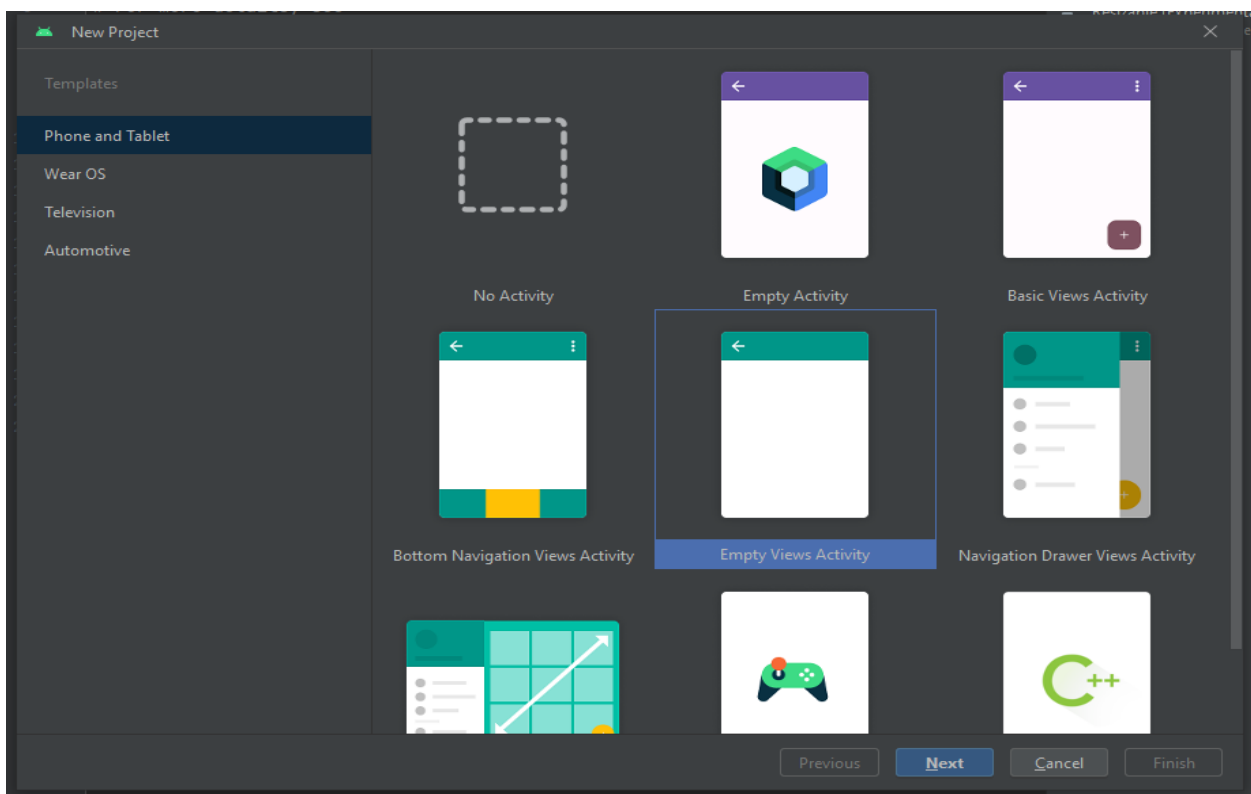 New Project
Templates
Phone and Tablet
Wear OS
Television
Automotive
No Activity
Empty Activity
Basic Views Activity
Bottom Navigation Views Activity
Empty Views Activity
Navigation Drawer Views Activity
C++
Previous
Next
Cancel
Finish